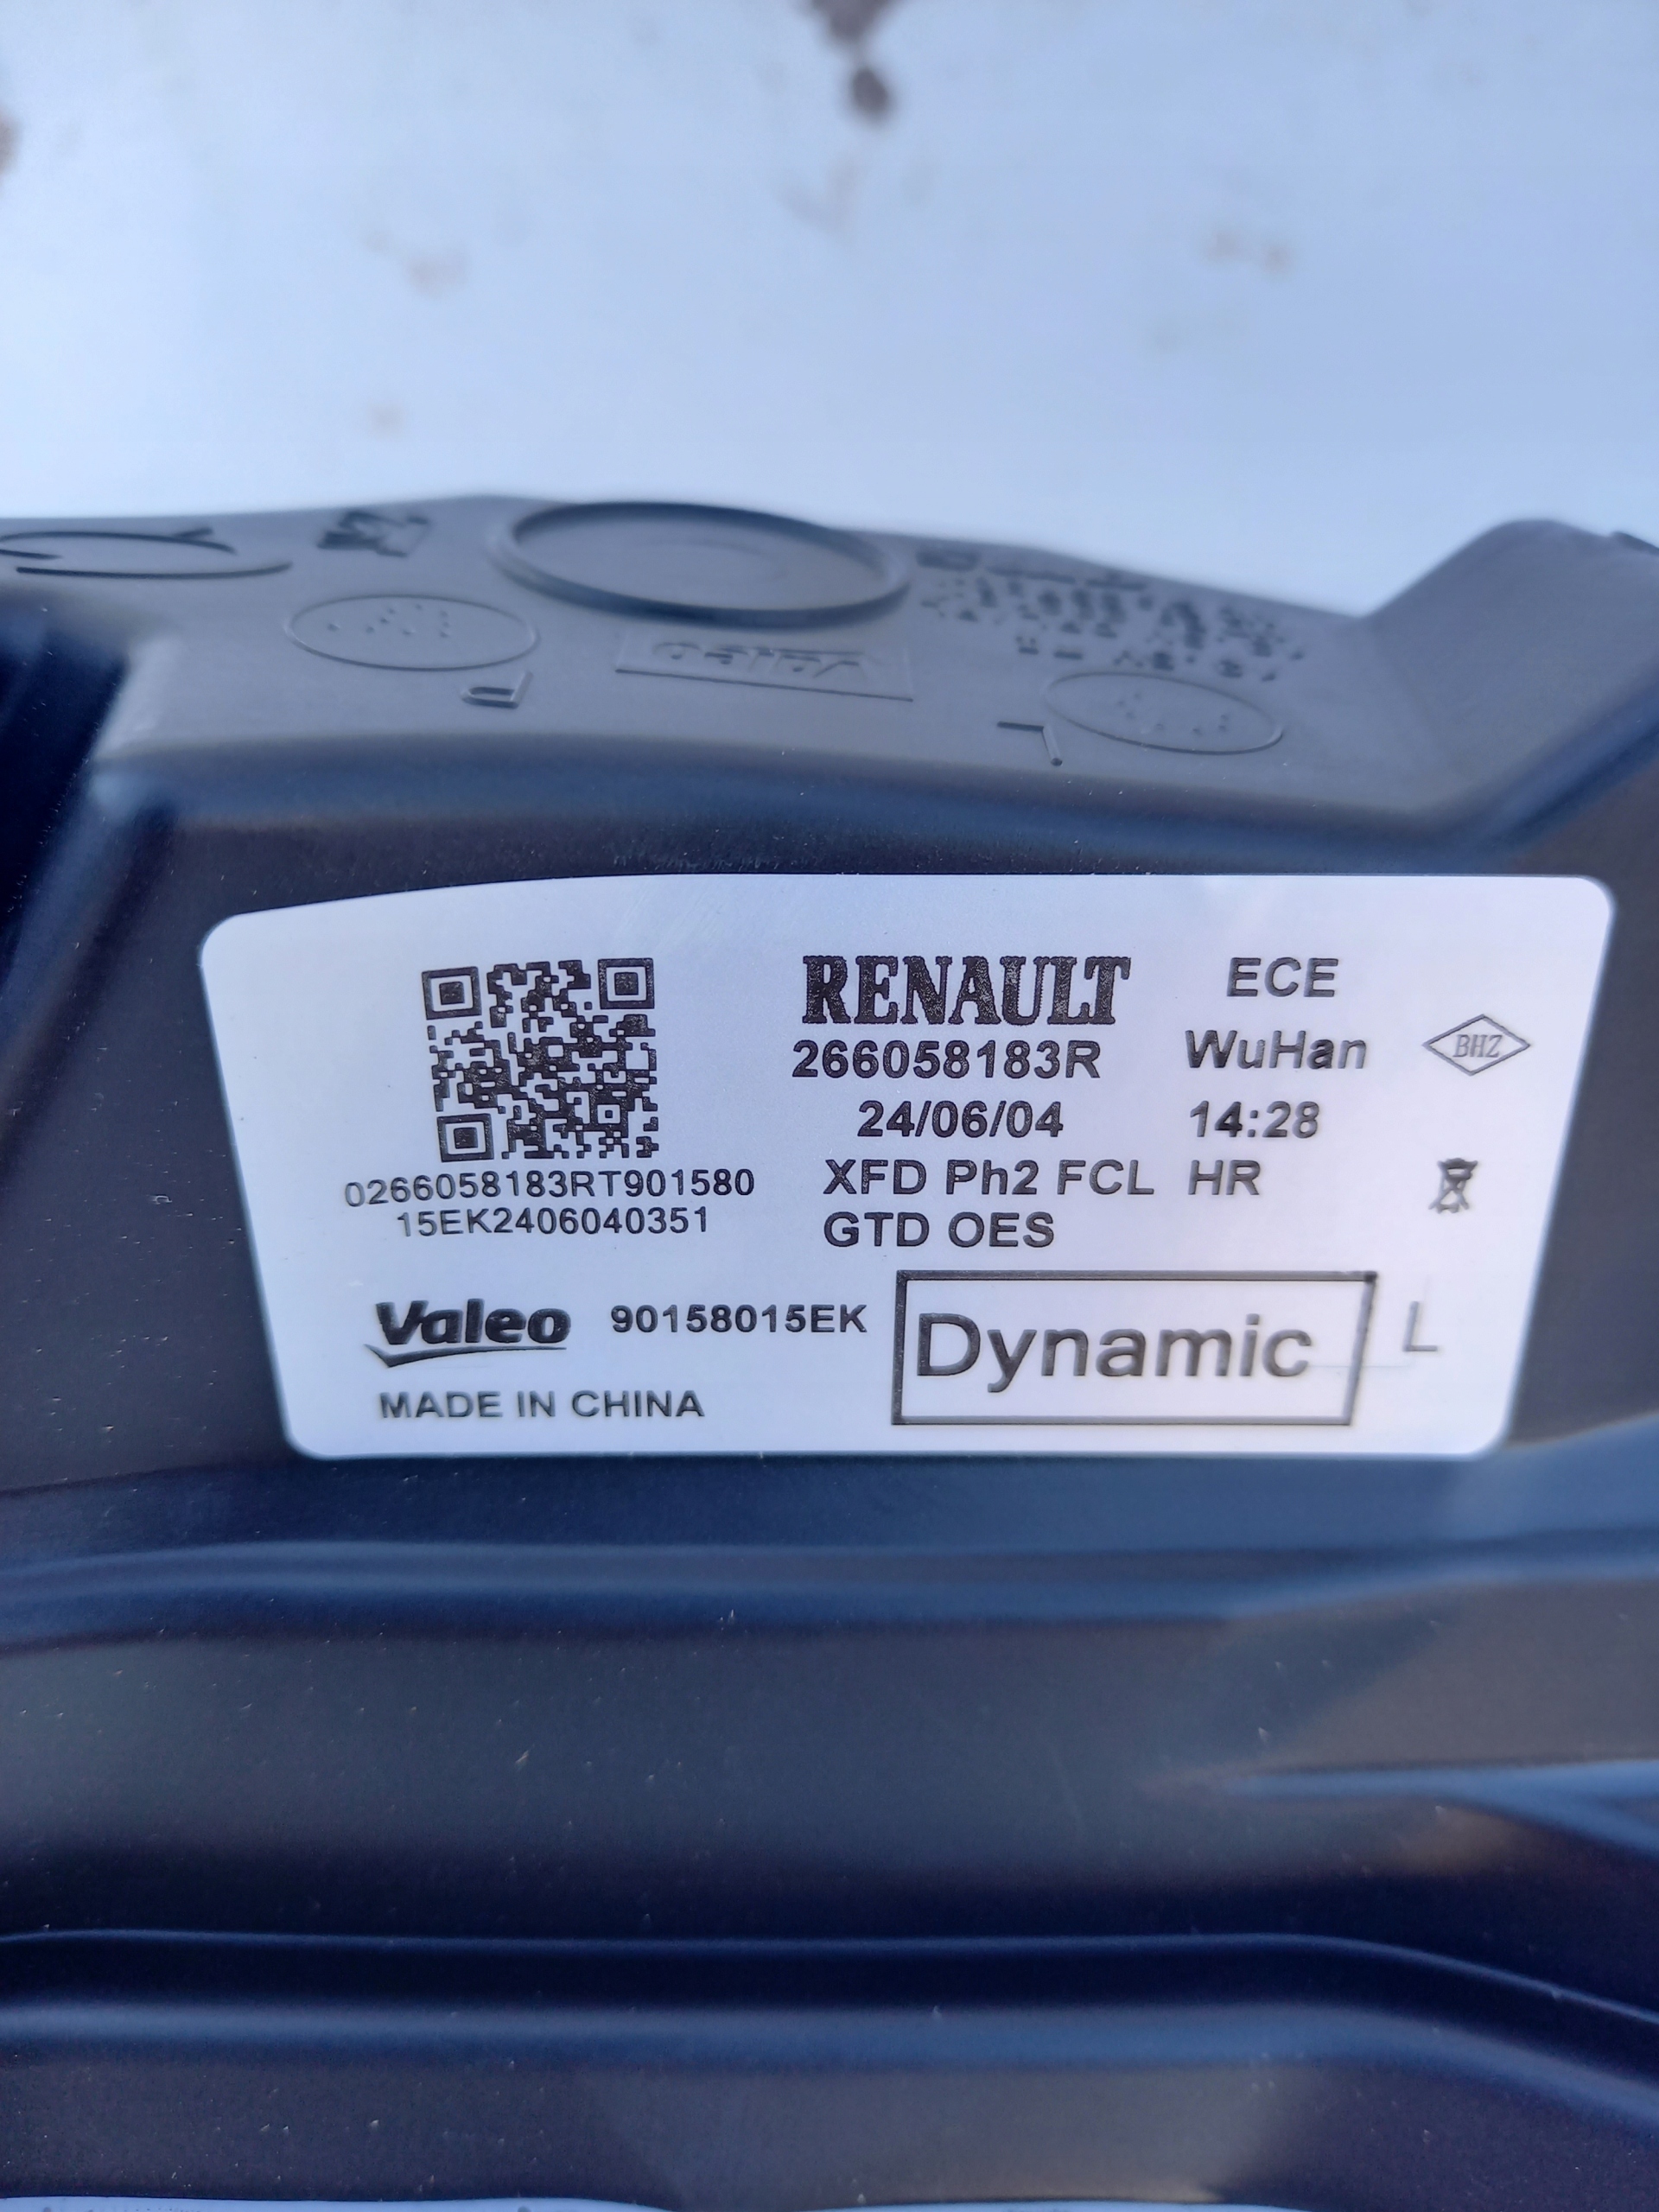 Valeo
R
L
RENAULT ECE
266058183R WuHan BHZ
24/06/04 14:28
0266058183RT901580
15EK2406040351
XFD Ph2 FCL HR
GTD OES
Valeo 90158015EK
Dynamic L
MADE IN CHINA